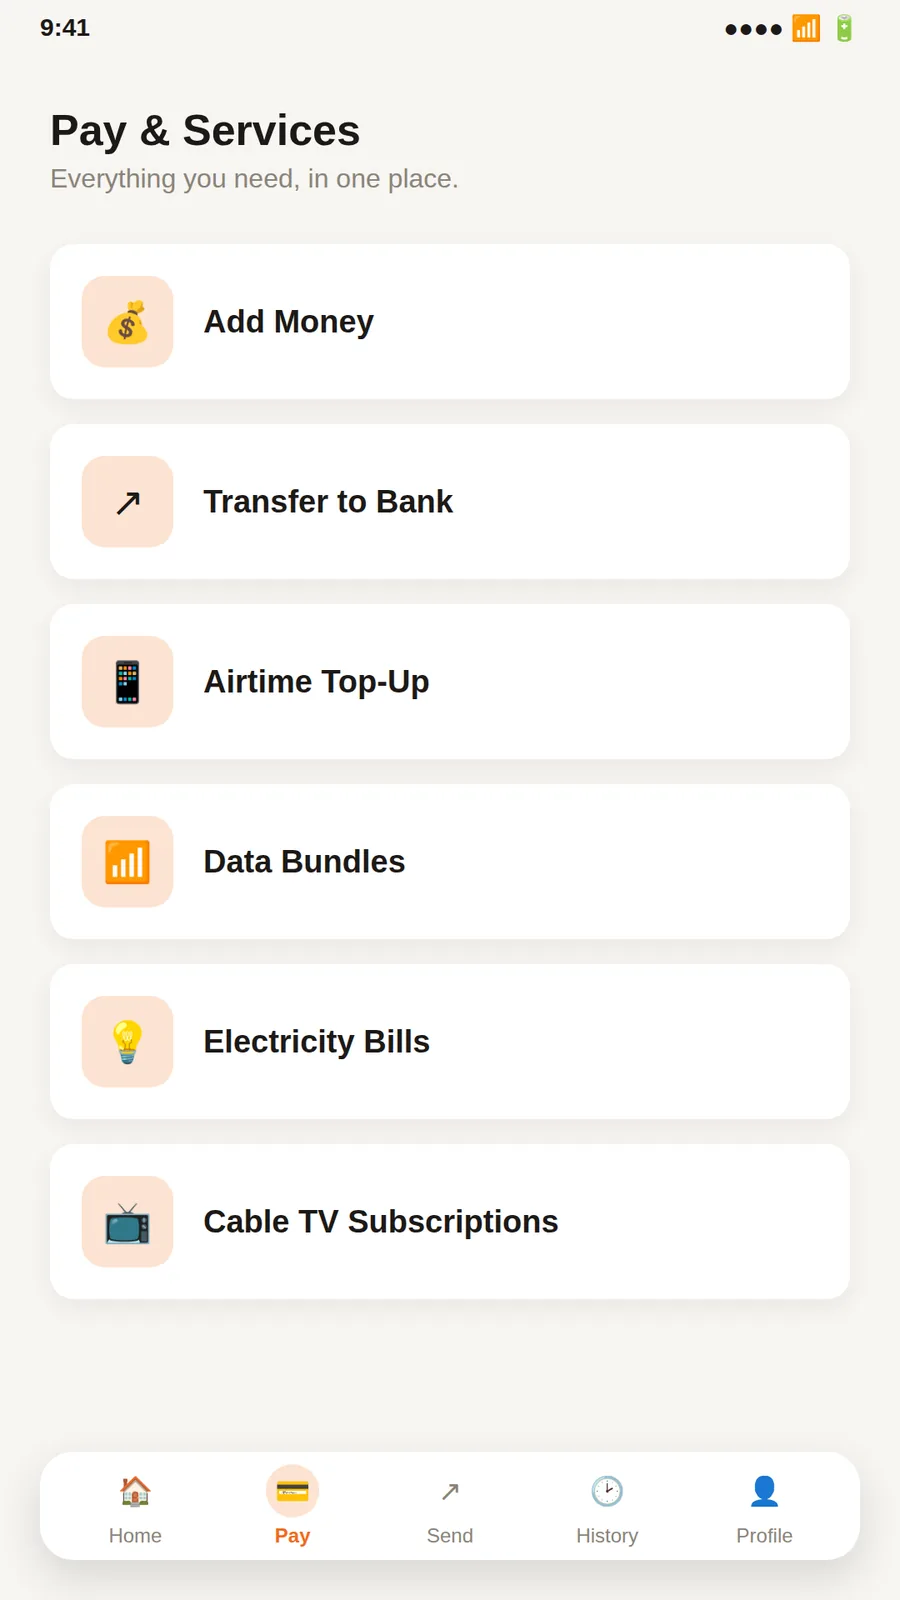 9:41
Pay & Services
Everything you need, in one place.
Add Money
Transfer to Bank
Airtime Top-Up
Data Bundles
Electricity Bills
Cable TV Subscriptions
Home
Pay
Send
History
Profile